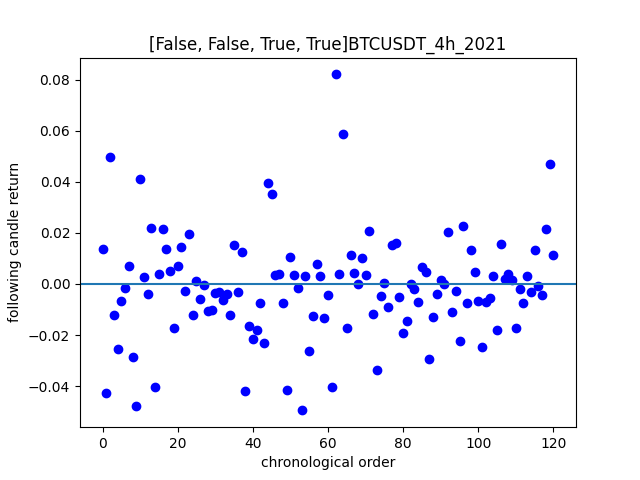 [False, False, True, True]BTCUSDT_4h_2021
0.08
0.06
0.04
0.02
0.00
−0.02
−0.04
following candle return
0 20 40 60 80 100 120
chronological order